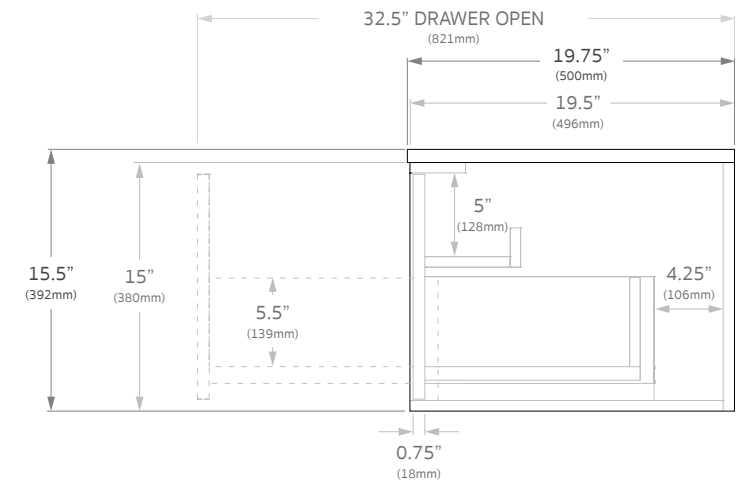 32.5” DRAWER OPEN
(821mm)
19.75”
(500mm)
19.5”
(496mm)
5”
(128mm)
15.5”
(392mm)
15”
(380mm)
4.25”
(106mm)
5.5”
(139mm)
0.75”
(18mm)